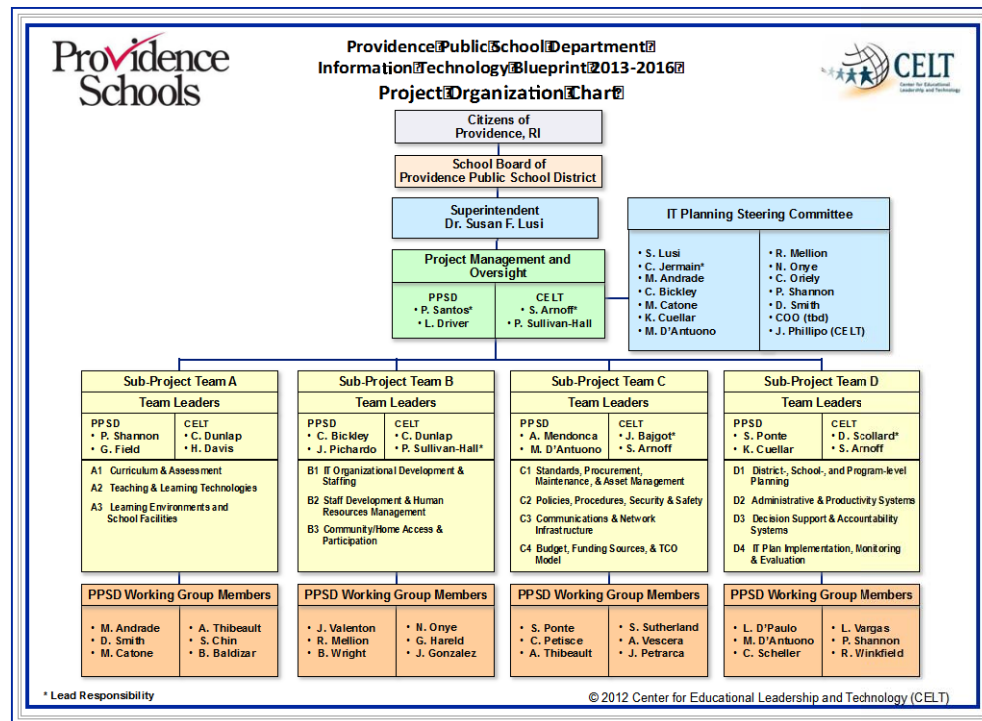 Providence
Schools
Providence Public School Department
Information Technology Blueprint 2013-2016
Project Organization Chart
CELT
Center for Educational
Leadership and Technology
Citizens of
Providence, RI
School Board of
Providence Public School District
Superintendent
Dr. Susan F. Lusi
IT Planning Steering Committee
• S. Lusi
• C. Jermain*
• M. Andrade
• C. Bickley
• M. Catone
• K. Cuellar
• M. D'Antuono
• R. Mellion
• N. Onye
• C. Oriely
• P. Shannon
• D. Smith
• COO (tbd)
• J. Phillipo (CELT)
Project Management and
Oversight
PPSD
• P. Santos*
• L. Driver
CELT
• S. Arnoff*
• P. Sullivan-Hall
Sub-Project Team A
Team Leaders
PPSD
• P. Shannon
• G. Field
CELT
• C. Dunlap
• H. Davis
A1 Curriculum & Assessment
A2 Teaching & Learning Technologies
A3 Learning Environments and
School Facilities
PPSD Working Group Members
• M. Andrade
• D. Smith
• M. Catone
• A. Thibeault
• S. Chin
• B. Baldizar
Sub-Project Team B
Team Leaders
PPSD
• C. Bickley
• J. Pichardo
CELT
• C. Dunlap
• P. Sullivan-Hall*
B1 IT Organizational Development &
Staffing
B2 Staff Development & Human
Resources Management
B3 Community/Home Access &
Participation
PPSD Working Group Members
• J. Valenton
• R. Mellion
• B. Wright
• N. Onye
• G. Hareld
• J. Gonzalez
Sub-Project Team C
Team Leaders
PPSD
• A. Mendonca
• M. D'Antuono
CELT
• J. Bajgot*
• S. Arnoff
C1 Standards, Procurement,
Maintenance, & Asset Management
C2 Policies, Procedures, Security & Safety
C3 Communications & Network
Infrastructure
C4 Budget, Funding Sources, & TCO
Model
PPSD Working Group Members
• S. Ponte
• C. Petisce
• A. Thibeault
• S. Sutherland
• A. Vescera
• J. Petrarca
Sub-Project Team D
Team Leaders
PPSD
• S. Ponte
• K. Cuellar
CELT
• D. Scollard*
• S. Arnoff
D1 District-, School-, and Program-level
Planning
D2 Administrative & Productivity Systems
D3 Decision Support & Accountability
Systems
D4 IT Plan Implementation, Monitoring
& Evaluation
PPSD Working Group Members
• L. D'Paulo
• M. D'Antuono
• C. Scheller
• L. Vargas
• P. Shannon
• R. Winkfield
* Lead Responsibility
© 2012 Center for Educational Leadership and Technology (CELT)